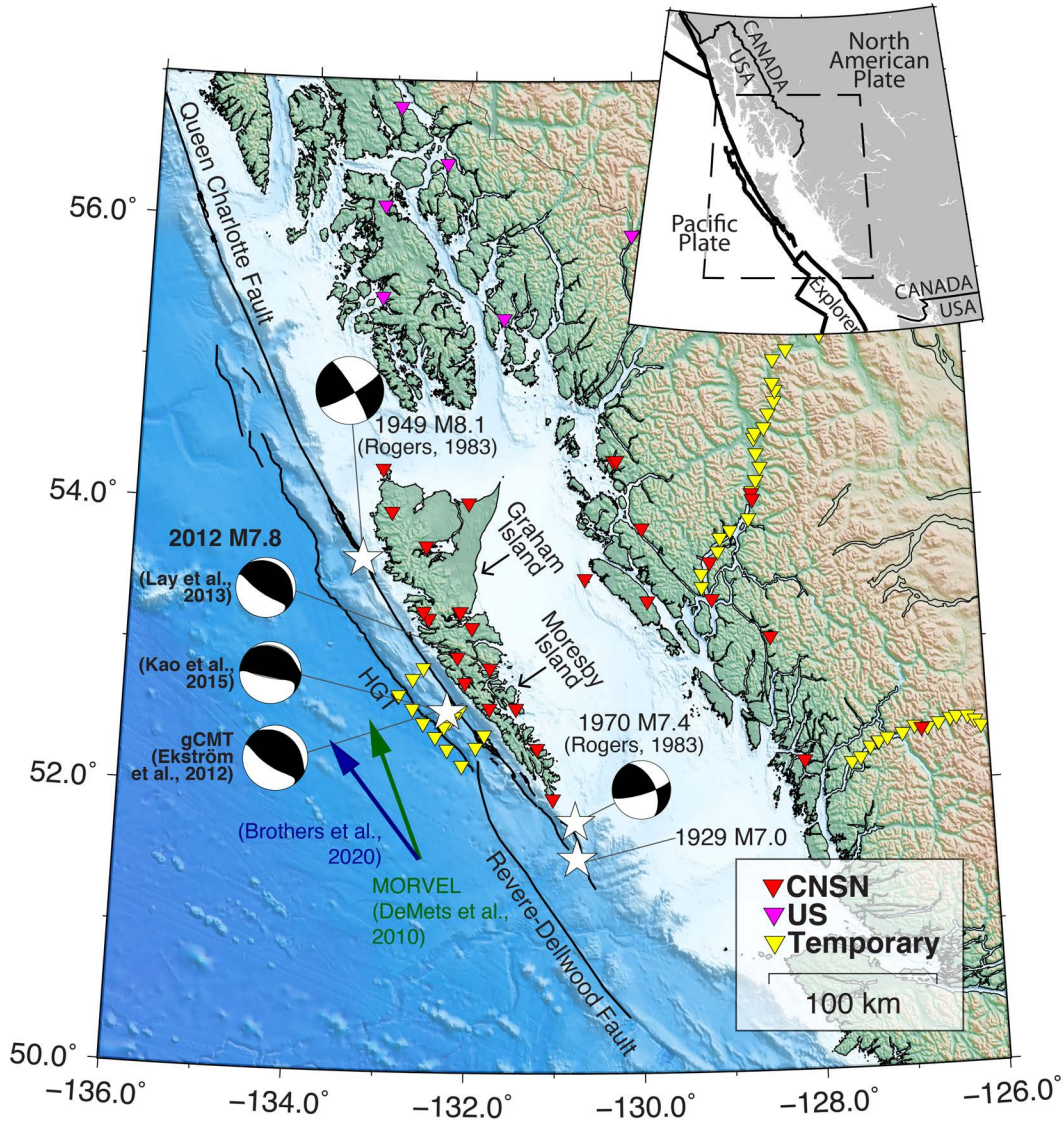 CANADA
USA
North
American
Plate
Pacific
Plate
Explorer
CANADA
USA
Queen Charlotte Fault
56.0°
1949 M8.1
(Rogers, 1983)
54.0°
Graham
Island
2012 M7.8
(Lay et al.,
2013)
Moresby
Island
(Kao et al.,
2015)
HGT
1970 M7.4
(Rogers, 1983)
gCMT
(Ekström
et al., 2012)
52.0°
(Brothers et al.,
2020)
1929 M7.0
MORVEL
(DeMets et al.,
2010)
Revere-Dellwood Fault
CNSN
US
Temporary
100 km
50.0°
−136.0°
−134.0°
−132.0°
−130.0°
−128.0°
−126.0°